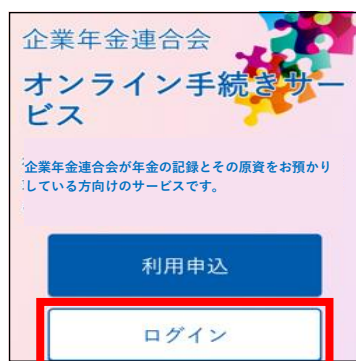 企業年金連合会
オンライン手続きサー
ビス
企業年金連合会が年金の記録とその原資をお預かり
している方向けのサービスです。
利用申込
ログイン